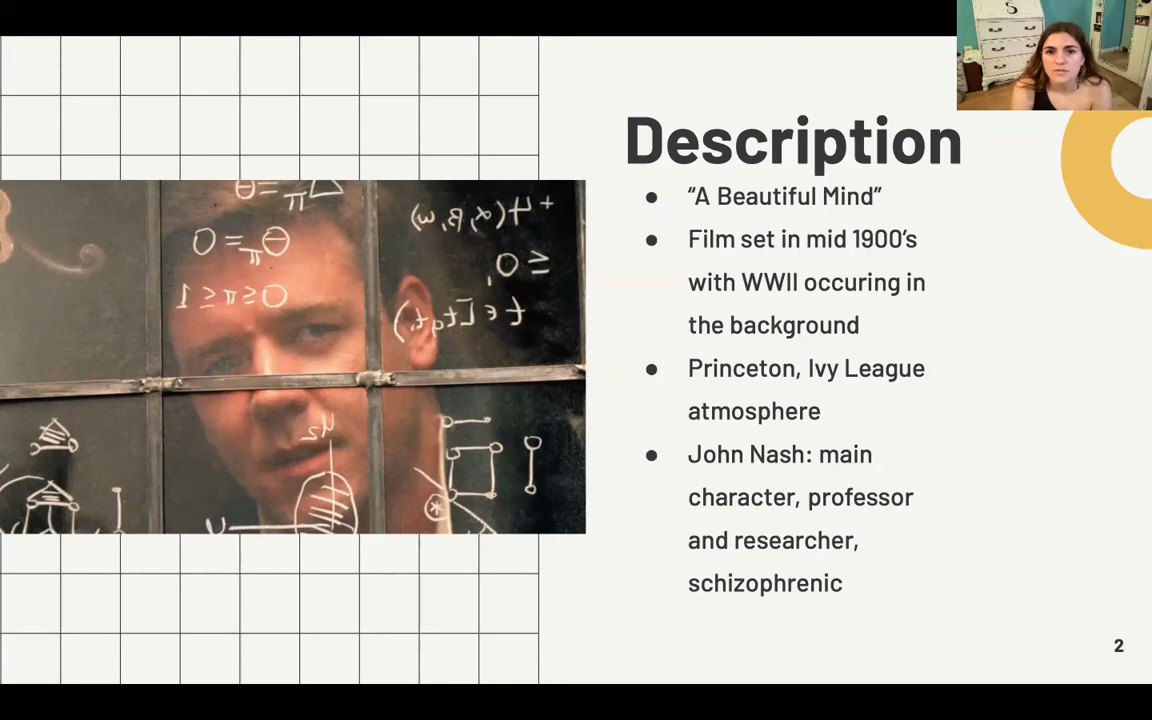 Description
● “A Beautiful Mind”
● Film set in mid 1900’s
with WWII occuring in
the background
● Princeton, Ivy League
atmosphere
● John Nash: main
character, professor
and researcher,
schizophrenic
2